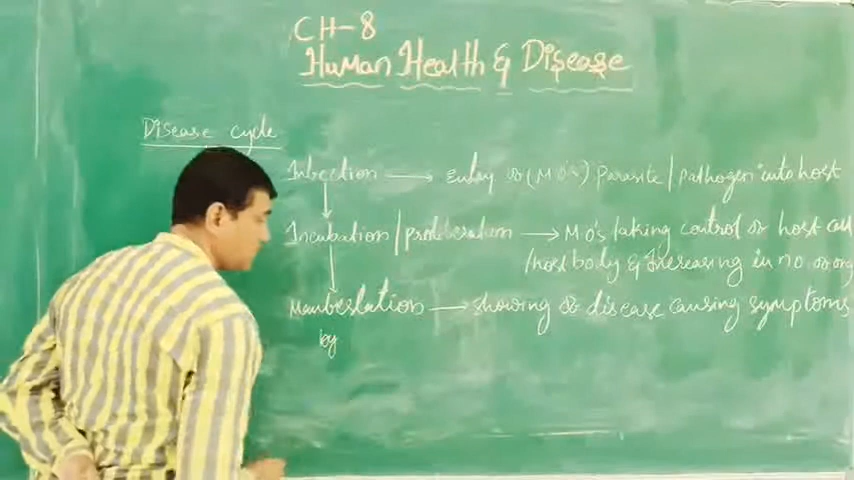 CH-8
Human Health & Disease
Disease cycle
Infection → Entry of (M O's) Parasite/pathogen into host
Incubation/proliferation → M O's taking control of host cell
/host body & Increasing in no. of org
Manifestation → showing of disease causing symptoms
by